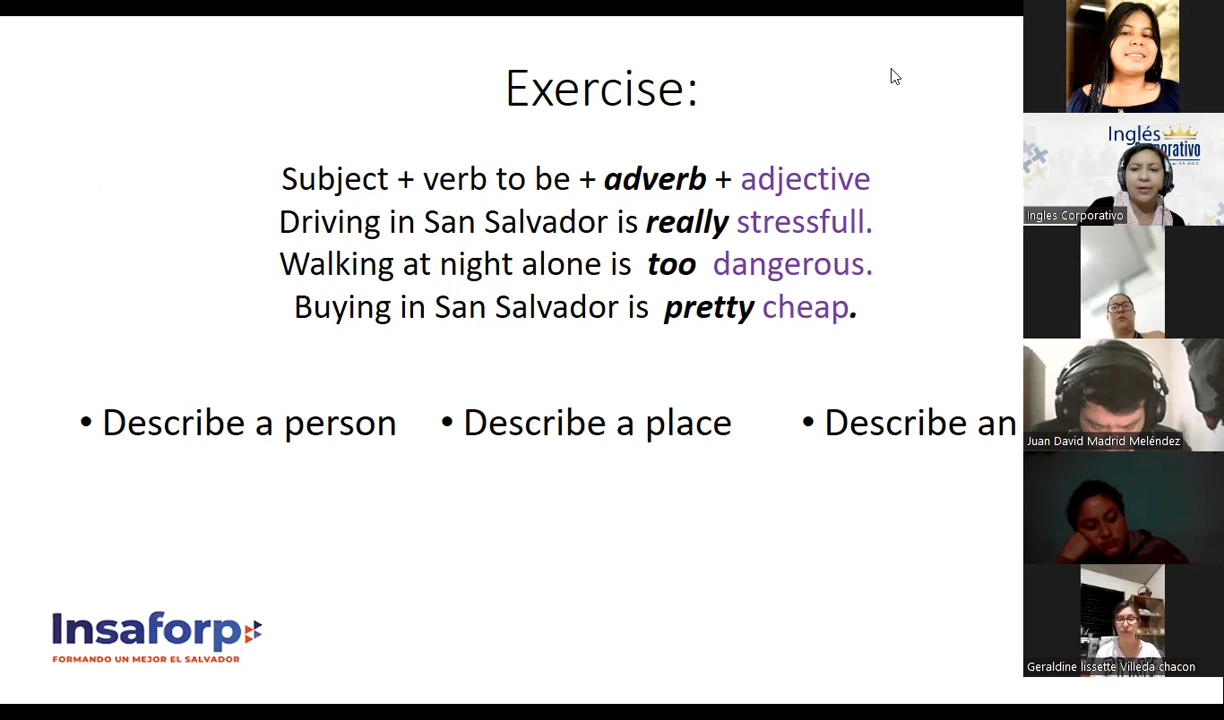 Exercise:
Subject + verb to be + adverb + adjective
Driving in San Salvador is really stressfull.
Walking at night alone is too dangerous.
Buying in San Salvador is pretty cheap.
• Describe a person
• Describe a place
• Describe an
Insaforp
FORMANDO UN MEJOR EL SALVADOR
Inglés
Ingles Corporativo
Juan David Madrid Meléndez
Geraldine lissette Villeda chacon